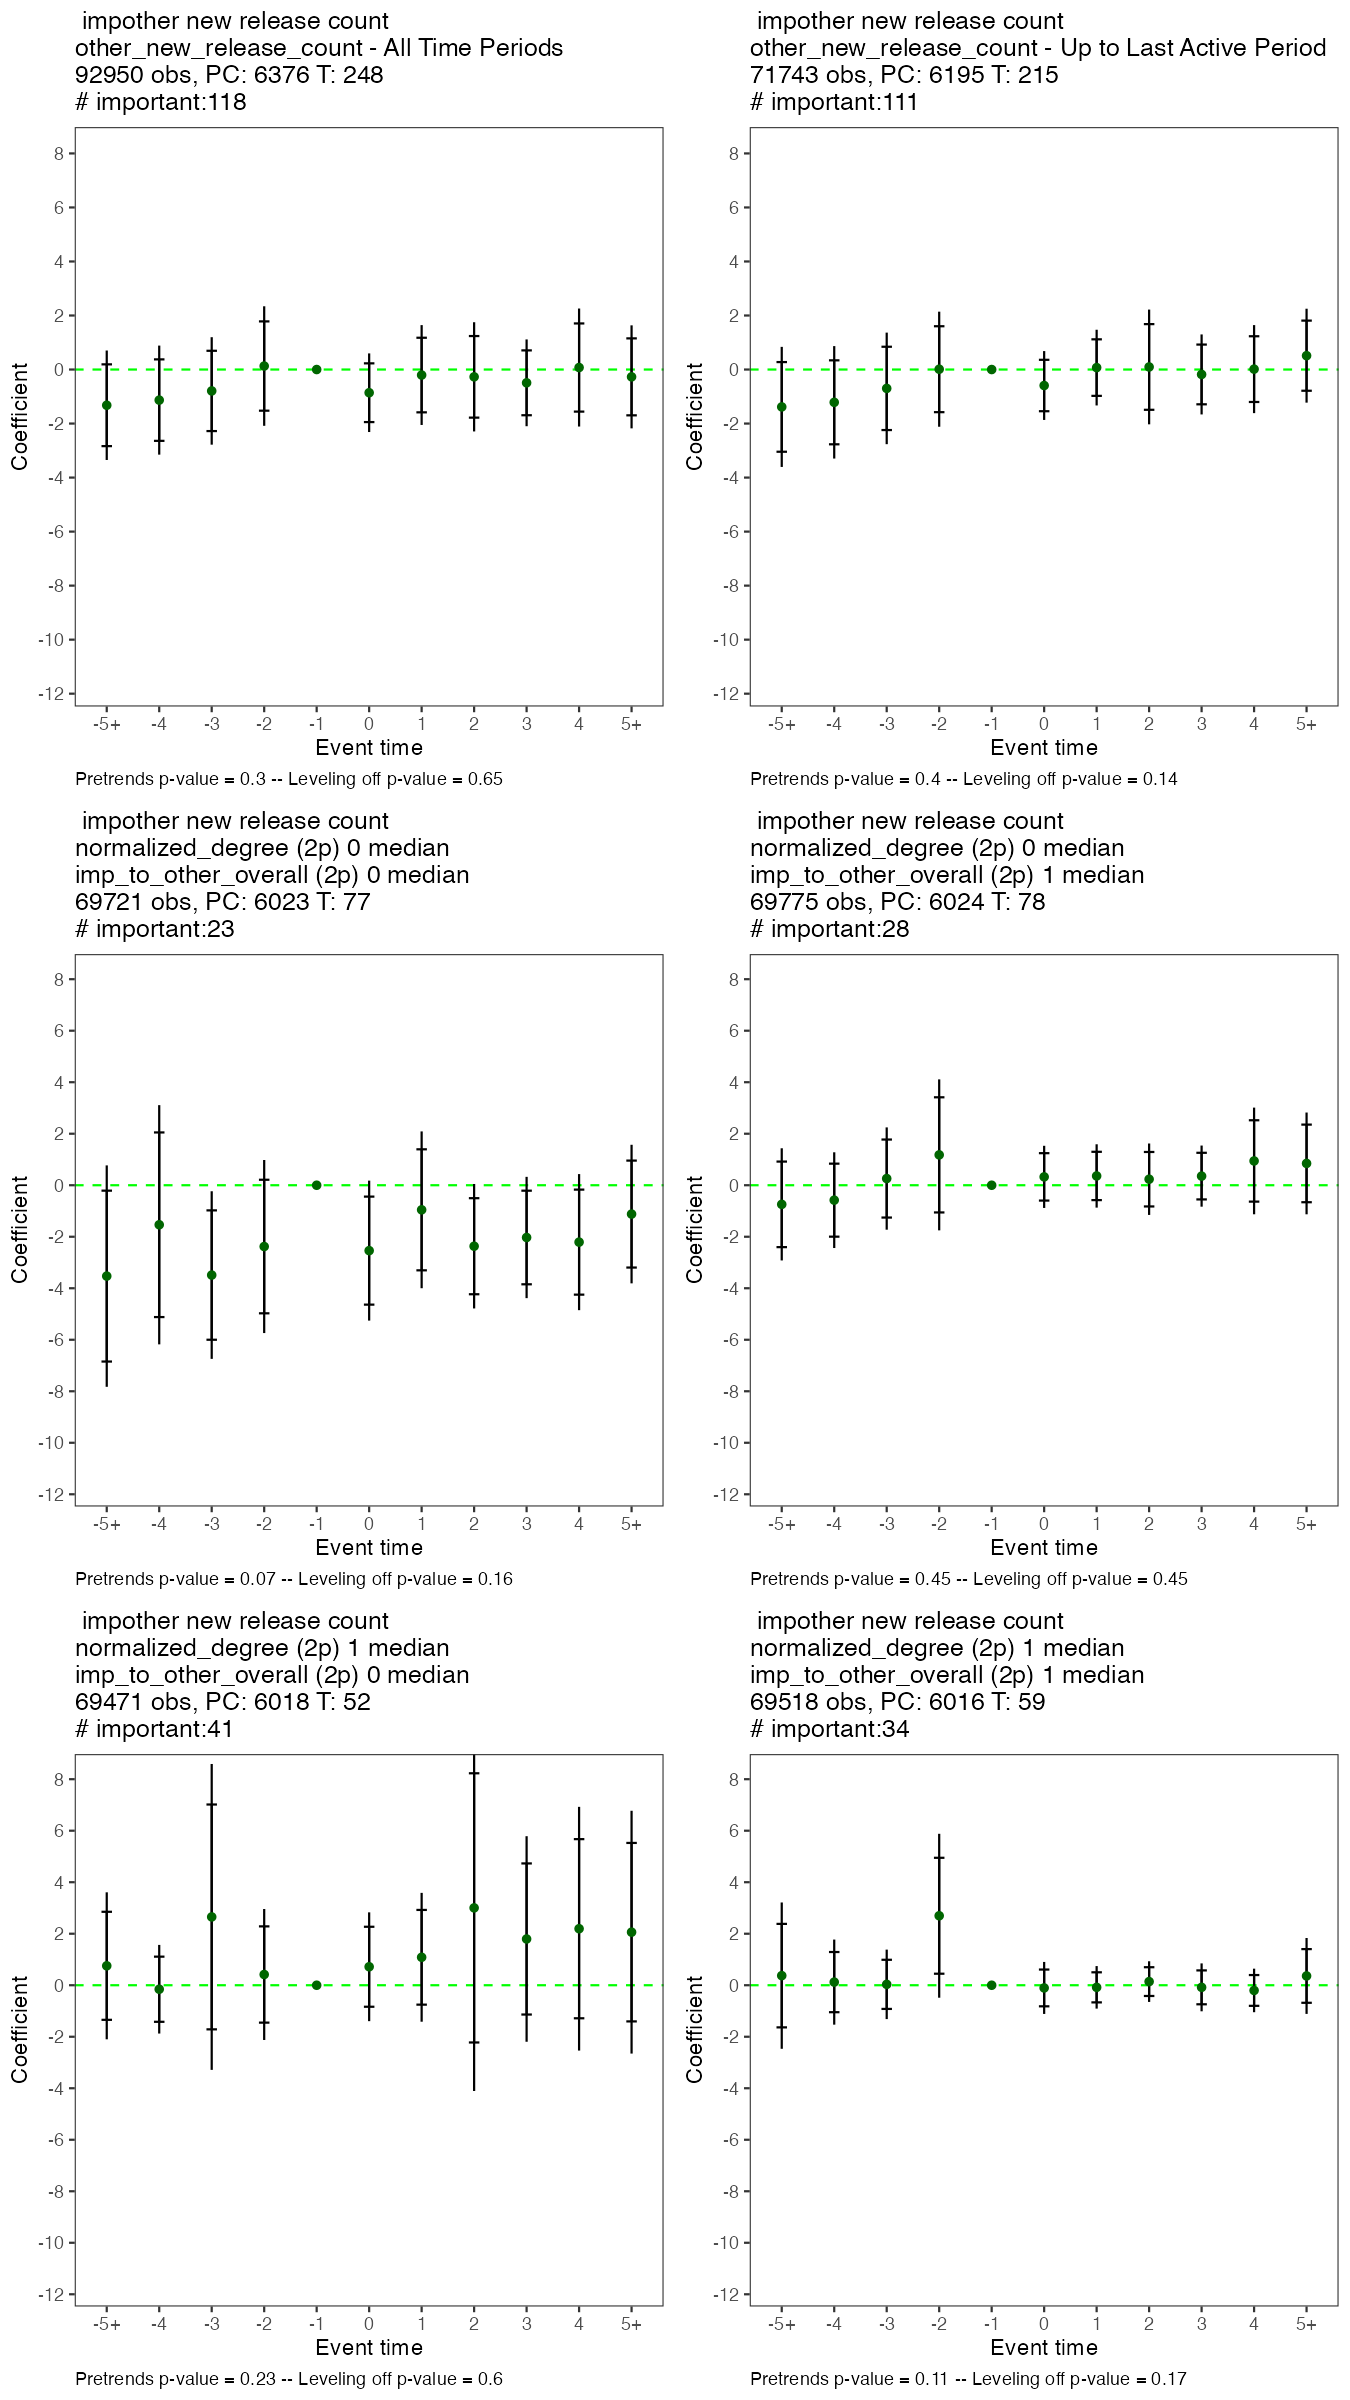 impother new release count
other_new_release_count - All Time Periods
92950 obs, PC: 6376 T: 248
# important:118
8
6
4
2
0
-2
-4
-6
-8
-10
-12
Coefficient
-5+ -4 -3 -2 -1 0 1 2 3 4 5+
Event time
Pretrends p-value = 0.3 -- Leveling off p-value = 0.65
impother new release count
other_new_release_count - Up to Last Active Period
71743 obs, PC: 6195 T: 215
# important:111
8
6
4
2
0
-2
-4
-6
-8
-10
-12
Coefficient
-5+ -4 -3 -2 -1 0 1 2 3 4 5+
Event time
Pretrends p-value = 0.4 -- Leveling off p-value = 0.14
impother new release count
normalized_degree (2p) 0 median
imp_to_other_overall (2p) 0 median
69721 obs, PC: 6023 T: 77
# important:23
8
6
4
2
0
-2
-4
-6
-8
-10
-12
Coefficient
-5+ -4 -3 -2 -1 0 1 2 3 4 5+
Event time
Pretrends p-value = 0.07 -- Leveling off p-value = 0.16
impother new release count
normalized_degree (2p) 0 median
imp_to_other_overall (2p) 1 median
69775 obs, PC: 6024 T: 78
# important:28
8
6
4
2
0
-2
-4
-6
-8
-10
-12
Coefficient
-5+ -4 -3 -2 -1 0 1 2 3 4 5+
Event time
Pretrends p-value = 0.45 -- Leveling off p-value = 0.45
impother new release count
normalized_degree (2p) 1 median
imp_to_other_overall (2p) 0 median
69471 obs, PC: 6018 T: 52
# important:41
8
6
4
2
0
-2
-4
-6
-8
-10
-12
Coefficient
-5+ -4 -3 -2 -1 0 1 2 3 4 5+
Event time
Pretrends p-value = 0.23 -- Leveling off p-value = 0.6
impother new release count
normalized_degree (2p) 1 median
imp_to_other_overall (2p) 1 median
69518 obs, PC: 6016 T: 59
# important:34
8
6
4
2
0
-2
-4
-6
-8
-10
-12
Coefficient
-5+ -4 -3 -2 -1 0 1 2 3 4 5+
Event time
Pretrends p-value = 0.11 -- Leveling off p-value = 0.17